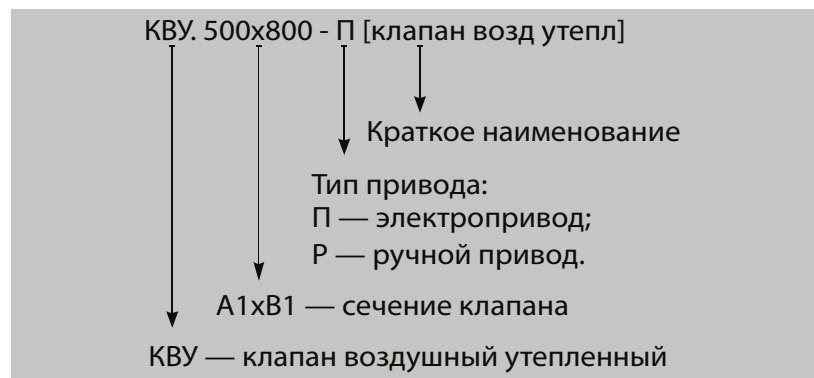 КВУ. 500х800 - П [клапан возд утепл]
Краткое наименование
Тип привода:
П — электропривод;
Р — ручной привод.
А1хВ1 — сечение клапана
КВУ — клапан воздушный утепленный